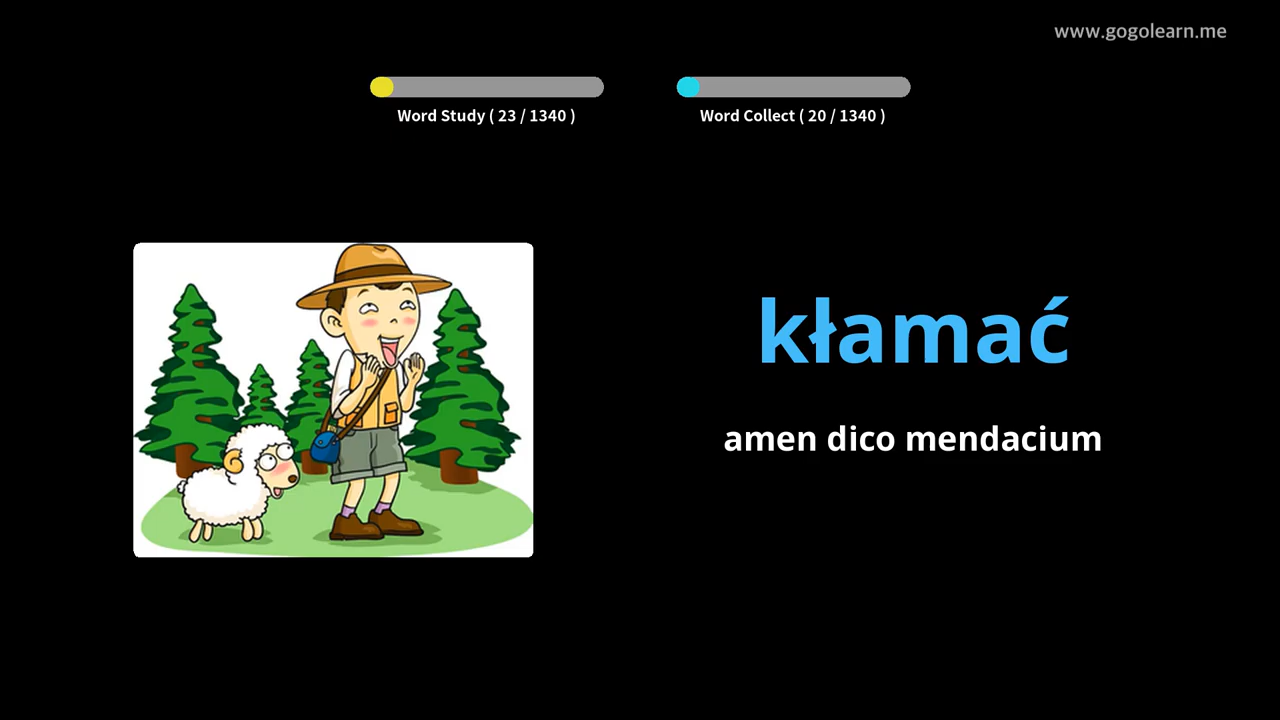 www.gogolearn.me
Word Study ( 23 / 1340 )
Word Collect ( 20 / 1340 )
kłamać
amen dico mendacium